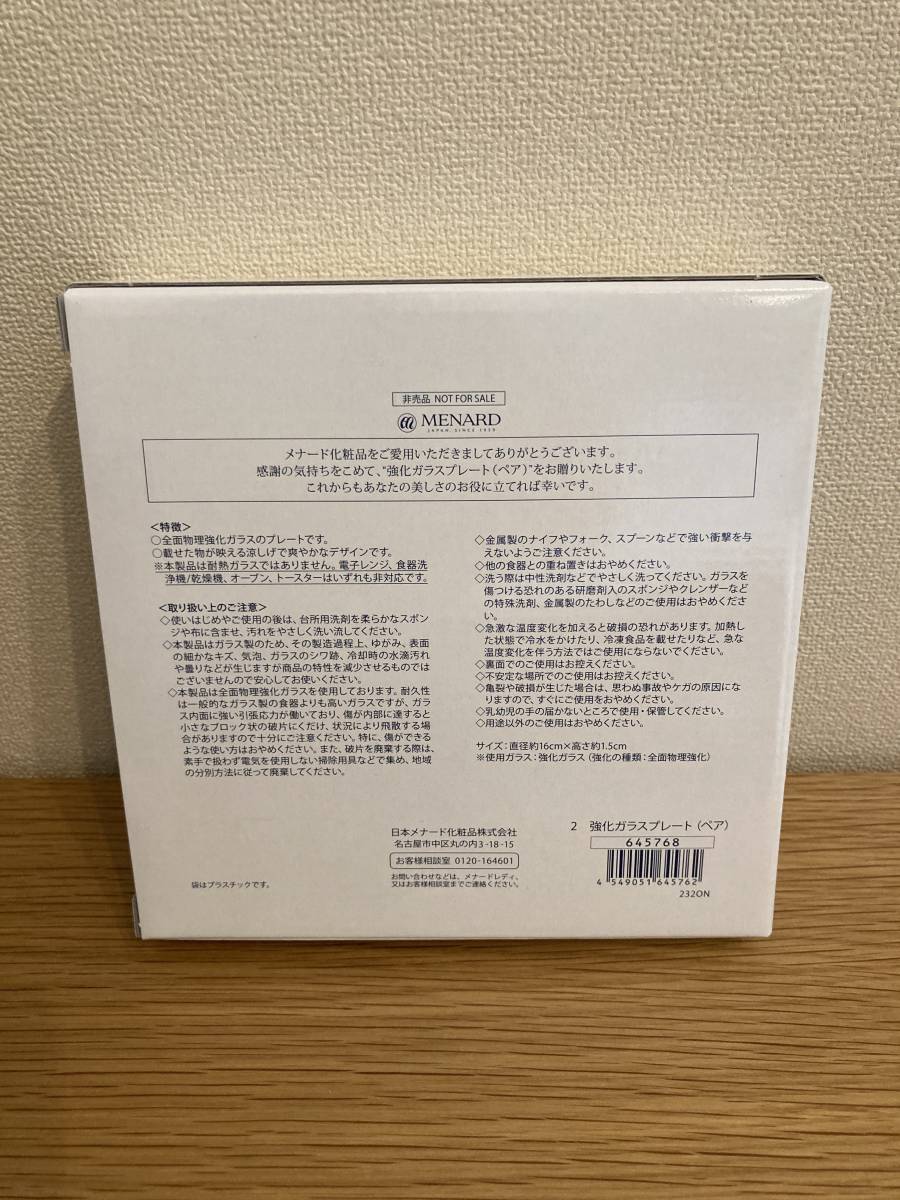 非売品 NOT FOR SALE
MENARD
JAPAN, SINCE 1959
メナード化粧品をご愛用いただきましてありがとうございます。
感謝の気持ちをこめて、"強化ガラスプレート(ペア)"をお贈りいたします。
これからもあなたの美しさのお役に立てれば幸いです。
<特徴>
○全面物理強化ガラスのプレートです。
○載せた物が映える涼しげで爽やかなデザインです。
※本製品は耐熱ガラスではありません。電子レンジ、食器洗
浄機/乾燥機、オーブン、トースターはいずれも非対応です。
<取り扱い上のご注意>
◇使いはじめやご使用の後は、台所用洗剤を柔らかなスポン
ジや布に含ませ、汚れをやさしく洗い流してください。
◇本製品はガラス製のため、その製造過程上、ゆがみ、表面
の細かなキズ、気泡、ガラスのシワ跡、冷却時の水滴汚れ
や曇りなどが生じますが商品の特性を減少させるものでは
ございませんので安心してお使いください。
◇本製品は全面物理強化ガラスを使用しております。耐久性
は一般的なガラス製の食器よりも高いガラスですが、ガラ
ス内面に強い引張応力が働いており、傷が内部に達すると
小さなブロック状の破片にくだけ、状況により飛散する場
合がありますので十分にご注意ください。特に、傷ができ
るような使い方はおやめください。また、破片を廃棄する際は、
素手で扱わず電気を使用しない掃除用具などで集め、地域
の分別方法に従って廃棄してください。
◇金属製のナイフやフォーク、スプーンなどで強い衝撃を与
えないようご注意ください。
◇他の食器との重ね置きはおやめください。
◇洗う際は中性洗剤などでやさしく洗ってください。ガラスを
傷つける恐れのある研磨剤入のスポンジやクレンザーなど
の特殊洗剤、金属製のたわしなどのご使用はおやめくださ
い。
◇急激な温度変化を加えると破損の恐れがあります。加熱し
た状態で冷水をかけたり、冷凍食品を載せたりなど、急な
温度変化を伴う方法ではご使用にならないでください。
◇裏面でのご使用はお控えください。
◇不安定な場所でのご使用はお控えください。
◇亀裂や破損が生じた場合は、思わぬ事故やケガの原因にな
りますので、すぐにご使用をおやめください。
◇乳幼児の手の届かないところで使用・保管してください。
◇用途以外のご使用はお控えください。
サイズ:直径約16cm×高さ約1.5cm
※使用ガラス:強化ガラス(強化の種類:全面物理強化)
日本メナード化粧品株式会社
名古屋市中区丸の内3-18-15
お客様相談室 0120-164601
お問い合わせなどは、メナードレディ、
又はお客様相談室までご連絡ください。
袋はプラスチックです。
2 強化ガラスプレート(ペア)
645768
4 549051 645762
232ON